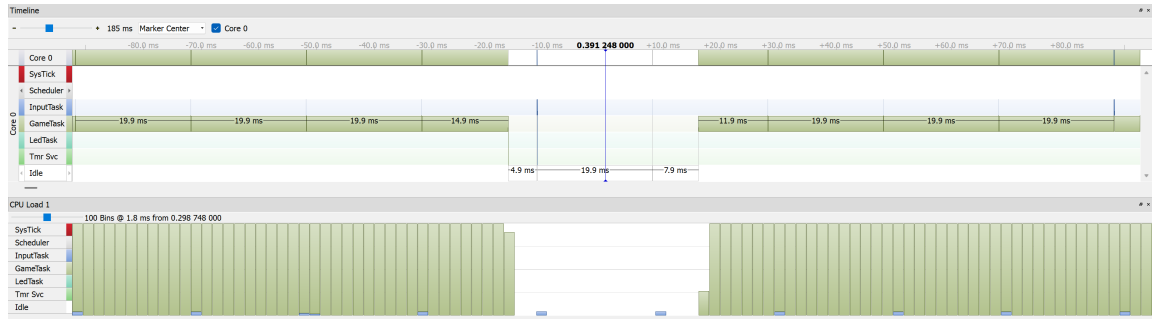 Timeline
- + 185 ms Marker Center Core 0
-80.0 ms -70.0 ms -60.0 ms -50.0 ms -40.0 ms -30.0 ms -20.0 ms -10.0 ms 0.391 248 000 +10.0 ms +20.0 ms +30.0 ms +40.0 ms +50.0 ms +60.0 ms +70.0 ms +80.0 ms
Core 0
Core 0
SysTick
Scheduler
InputTask
GameTask 19.9 ms 19.9 ms 19.9 ms 14.9 ms 11.9 ms 19.9 ms 19.9 ms 19.9 ms
LedTask
Tmr Svc
Idle 4.9 ms 19.9 ms 7.9 ms
CPU Load 1
100 Bins @ 1.8 ms from 0.298 748 000
SysTick
Scheduler
InputTask
GameTask
LedTask
Tmr Svc
Idle